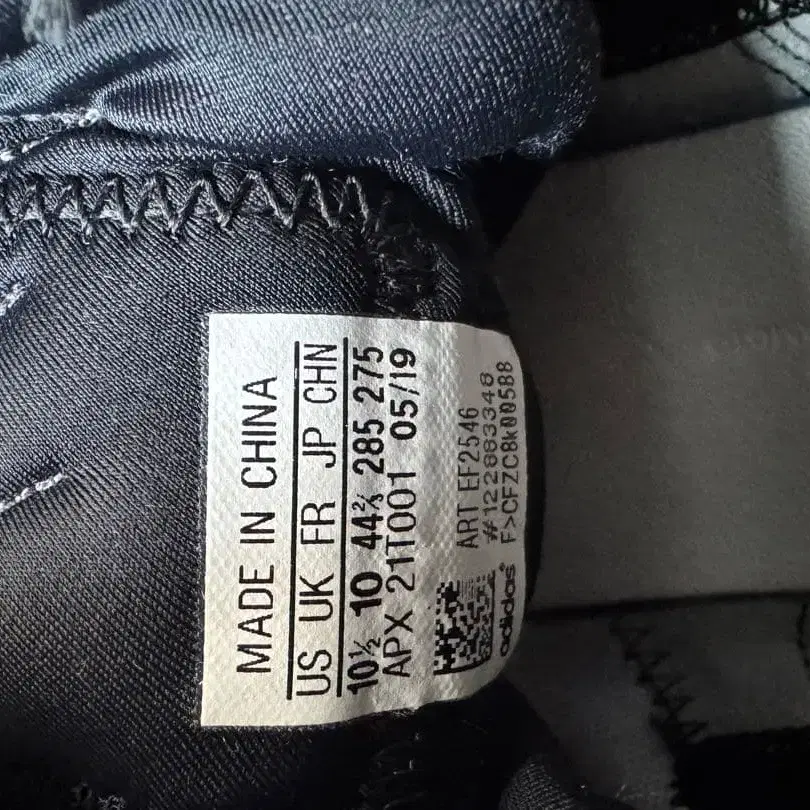 MADE IN CHINA
US UK FR JP CHN
10½ 10 44⅔ 285 275
APX 21T001 05/19
ART EF2546
#122883348
F>CFZC8k00588
adidas